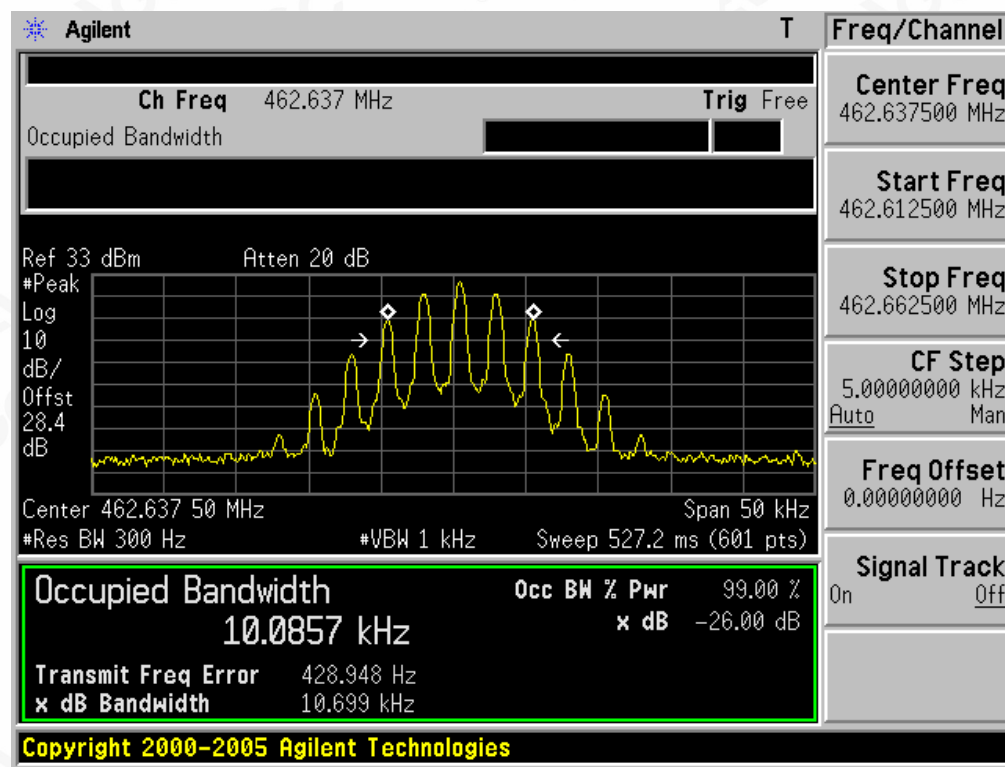 Agilent T
Ch Freq 462.637 MHz Trig Free
Occupied Bandwidth
Ref 33 dBm Atten 20 dB
#Peak
Log
10
dB/
Offst
28.4
dB
Center 462.637 50 MHz Span 50 kHz
#Res BW 300 Hz #VBW 1 kHz Sweep 527.2 ms (601 pts)
Occupied Bandwidth Occ BW % Pwr 99.00 %
10.0857 kHz x dB -26.00 dB
Transmit Freq Error 428.948 Hz
x dB Bandwidth 10.699 kHz
Copyright 2000-2005 Agilent Technologies
Freq/Channel
Center Freq
462.637500 MHz
Start Freq
462.612500 MHz
Stop Freq
462.662500 MHz
CF Step
5.00000000 kHz
Auto Man
Freq Offset
0.00000000 Hz
Signal Track
On Off